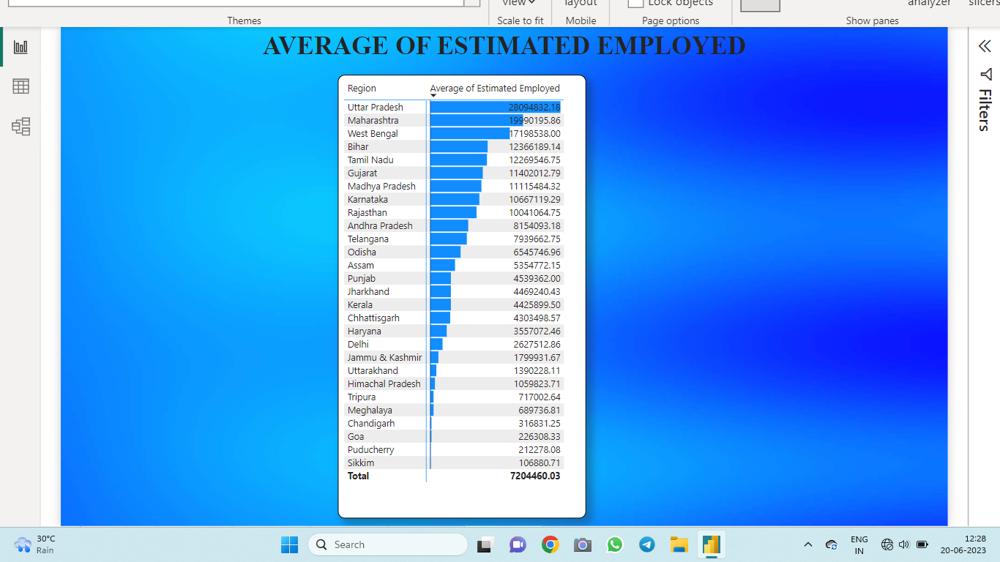 View
layout
Lock objects
analyzer
slicers
Themes
Scale to fit
Mobile
Page options
Show panes
AVERAGE OF ESTIMATED EMPLOYED
Region Average of Estimated Employed
Uttar Pradesh 28094832.18
Maharashtra 19990195.86
West Bengal 17198538.00
Bihar 12366189.14
Tamil Nadu 12269546.75
Gujarat 11402012.79
Madhya Pradesh 11115484.32
Karnataka 10667119.29
Rajasthan 10041064.75
Andhra Pradesh 8154093.18
Telangana 7939662.75
Odisha 6545746.96
Assam 5354772.15
Punjab 4539362.00
Jharkhand 4469240.43
Kerala 4425899.50
Chhattisgarh 4303498.57
Haryana 3557072.46
Delhi 2627512.86
Jammu & Kashmir 1799931.67
Uttarakhand 1390228.11
Himachal Pradesh 1059823.71
Tripura 717002.64
Meghalaya 689736.81
Chandigarh 316831.25
Goa 226308.33
Puducherry 212278.08
Sikkim 106880.71
Total 7204460.03
Filters
30°C
Rain
Search
ENG
IN
12:28
20-06-2023